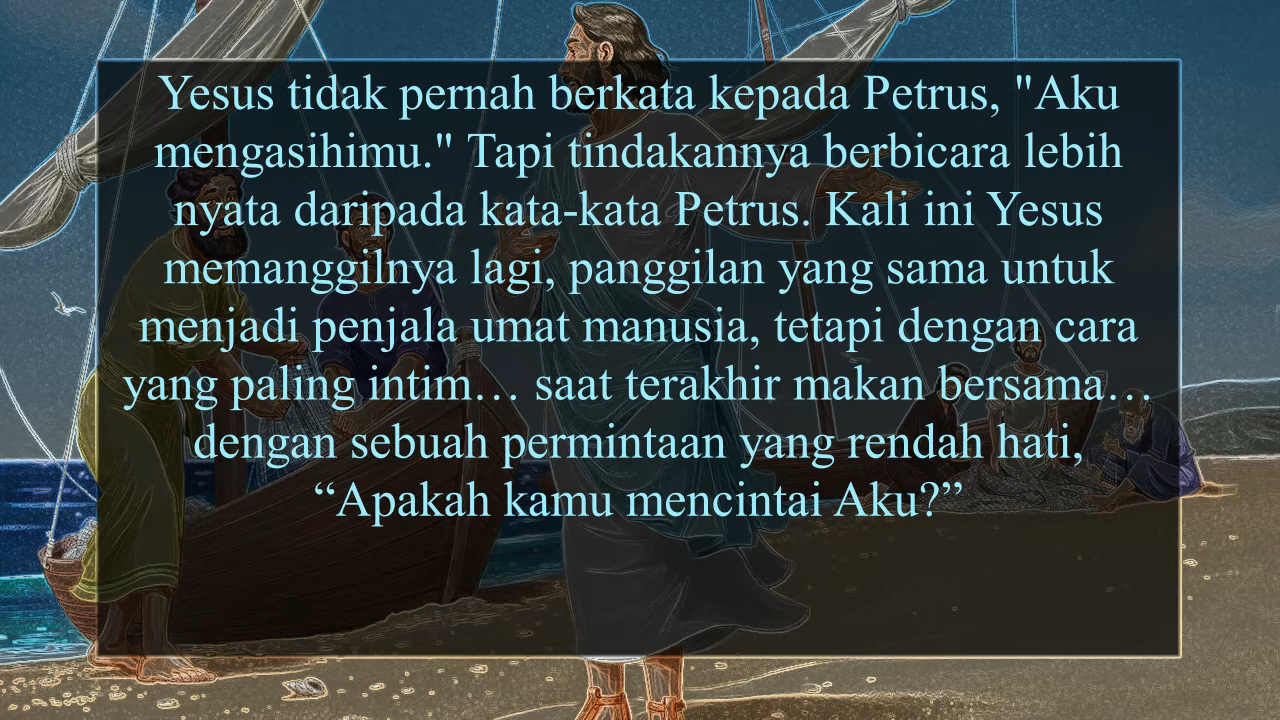 Yesus tidak pernah berkata kepada Petrus, "Aku
mengasihimu." Tapi tindakannya berbicara lebih
nyata daripada kata-kata Petrus. Kali ini Yesus
memanggilnya lagi, panggilan yang sama untuk
menjadi penjala umat manusia, tetapi dengan cara
yang paling intim… saat terakhir makan bersama…
dengan sebuah permintaan yang rendah hati,
“Apakah kamu mencintai Aku?”